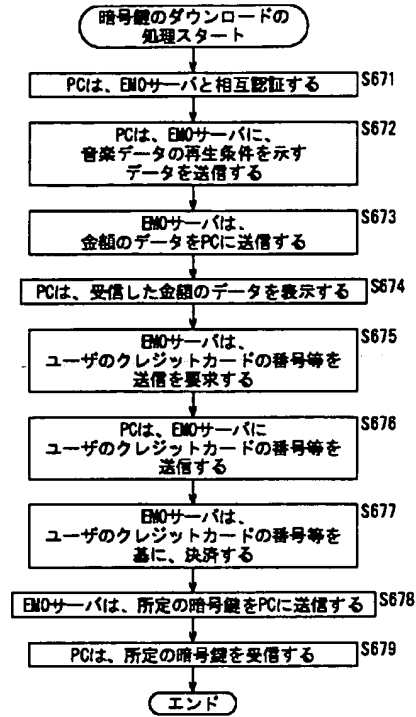 暗号鍵のダウンロードの
処理スタート
PCは、EMDサーバと相互認証する
S671
PCは、EMDサーバに、
音楽データの再生条件を示す
データを送信する
S672
EMDサーバは、
金額のデータをPCに送信する
S673
PCは、受信した金額のデータを表示する
S674
EMDサーバは、
ユーザのクレジットカードの番号等を
送信を要求する
S675
PCは、EMDサーバに
ユーザのクレジットカードの番号等を
送信する
S676
EMDサーバは、
ユーザのクレジットカードの番号等を
基に、決済する
S677
EMDサーバは、所定の暗号鍵をPCに送信する
S678
PCは、所定の暗号鍵を受信する
S679
エンド